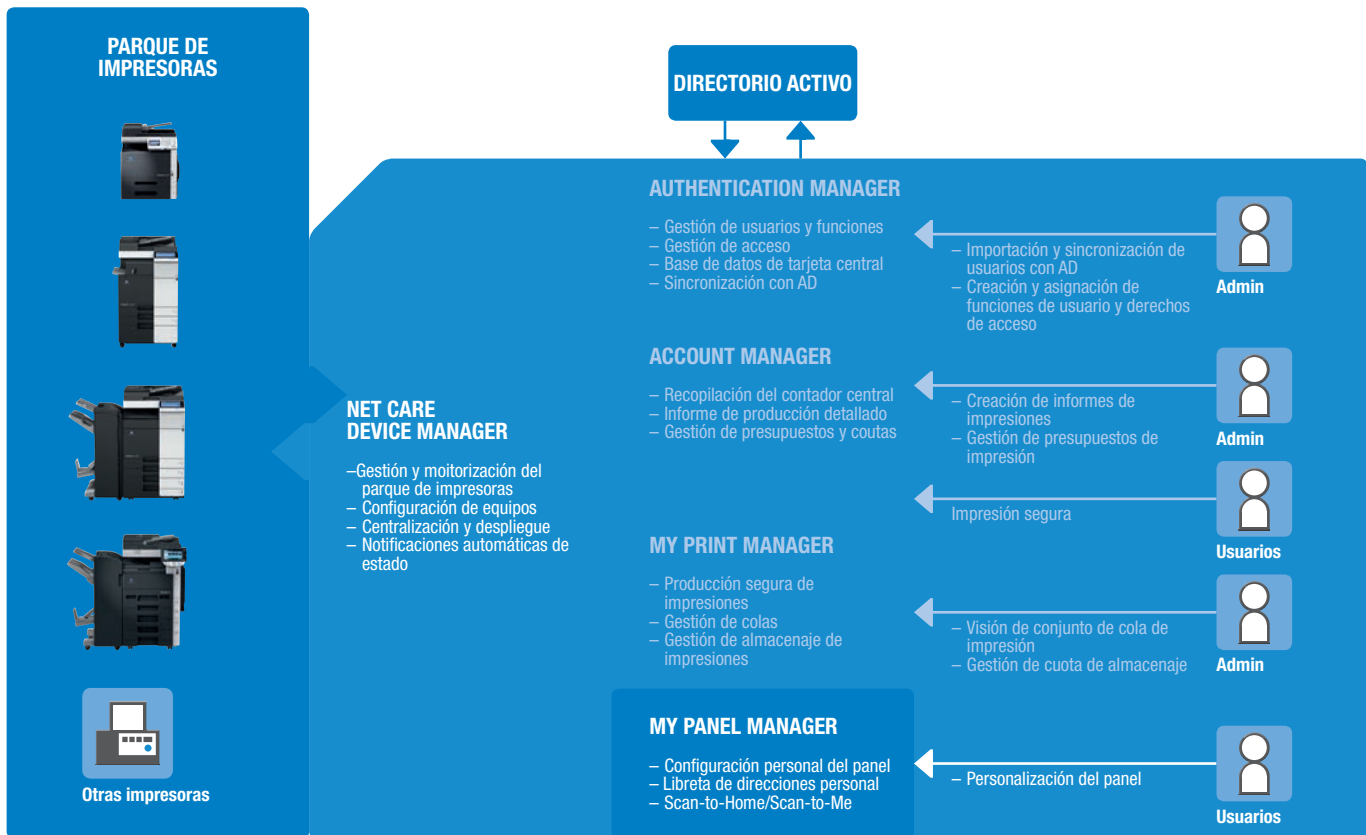 PARQUE DE
IMPRESORAS
Otras impresoras
DIRECTORIO ACTIVO
NET CARE
DEVICE MANAGER
–Gestión y moitorización del
parque de impresoras
– Configuración de equipos
– Centralización y despliegue
– Notificaciones automáticas de
estado
AUTHENTICATION MANAGER
– Gestión de usuarios y funciones
– Gestión de acceso
– Base de datos de tarjeta central
– Sincronización con AD
– Importación y sincronización de
usuarios con AD
– Creación y asignación de
funciones de usuario y derechos
de acceso
Admin
ACCOUNT MANAGER
– Recopilación del contador central
– Informe de producción detallado
– Gestión de presupuestos y coutas
– Creación de informes de
impresiones
– Gestión de presupuestos de
impresión
Admin
Impresión segura
Usuarios
MY PRINT MANAGER
– Producción segura de
impresiones
– Gestión de colas
– Gestión de almacenaje de
impresiones
– Visión de conjunto de cola de
impresión
– Gestión de cuota de almacenaje
Admin
MY PANEL MANAGER
– Configuración personal del panel
– Libreta de direcciones personal
– Scan-to-Home/Scan-to-Me
– Personalización del panel
Usuarios